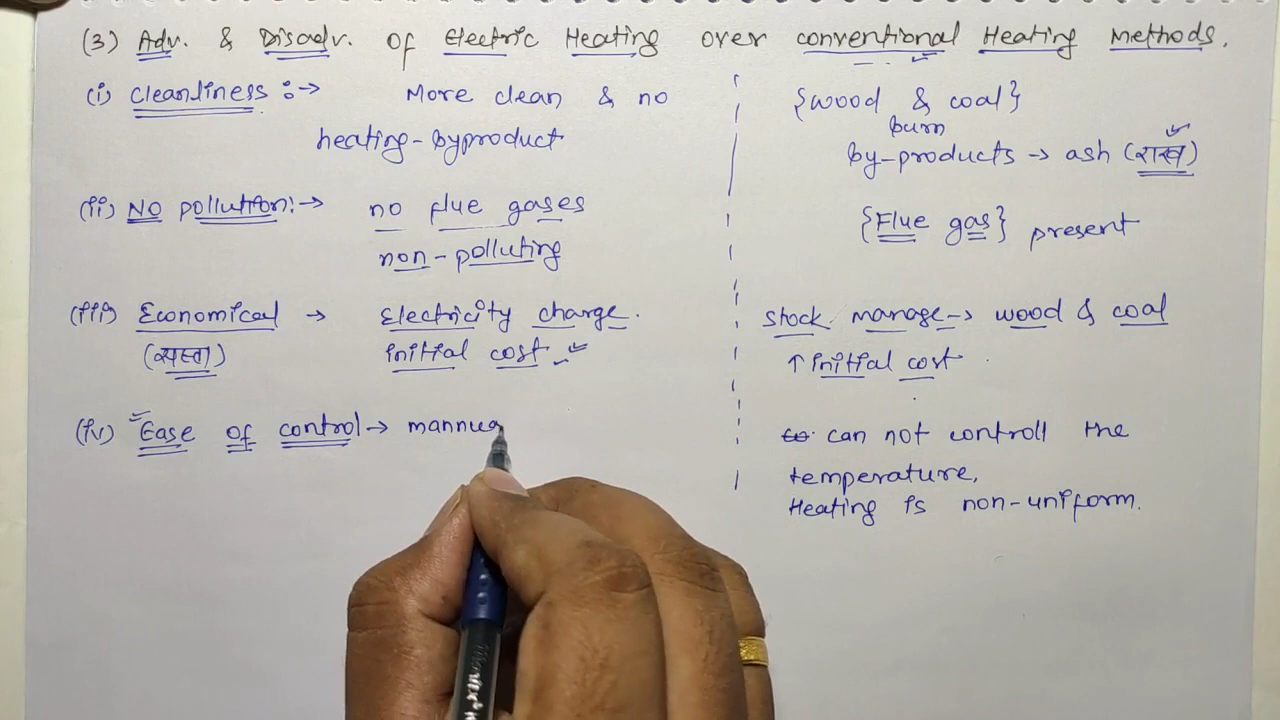 (3) Adv. & Disadv. of Electric Heating over conventional Heating Methods.
(i) Cleanliness :→ More clean & no
heating-byproduct
{wood & coal}
burn
by-products → ash (राख)
(ii) NO pollution:→ no flue gases
non-polluting
{Flue gas} present
(iii) Economical → Electricity charge.
(सस्ता) initial cost
stock manage→ wood & coal
↑ initial cost
(iv) Ease of control→ mannua
can not controll the
temperature,
Heating is non-uniform.